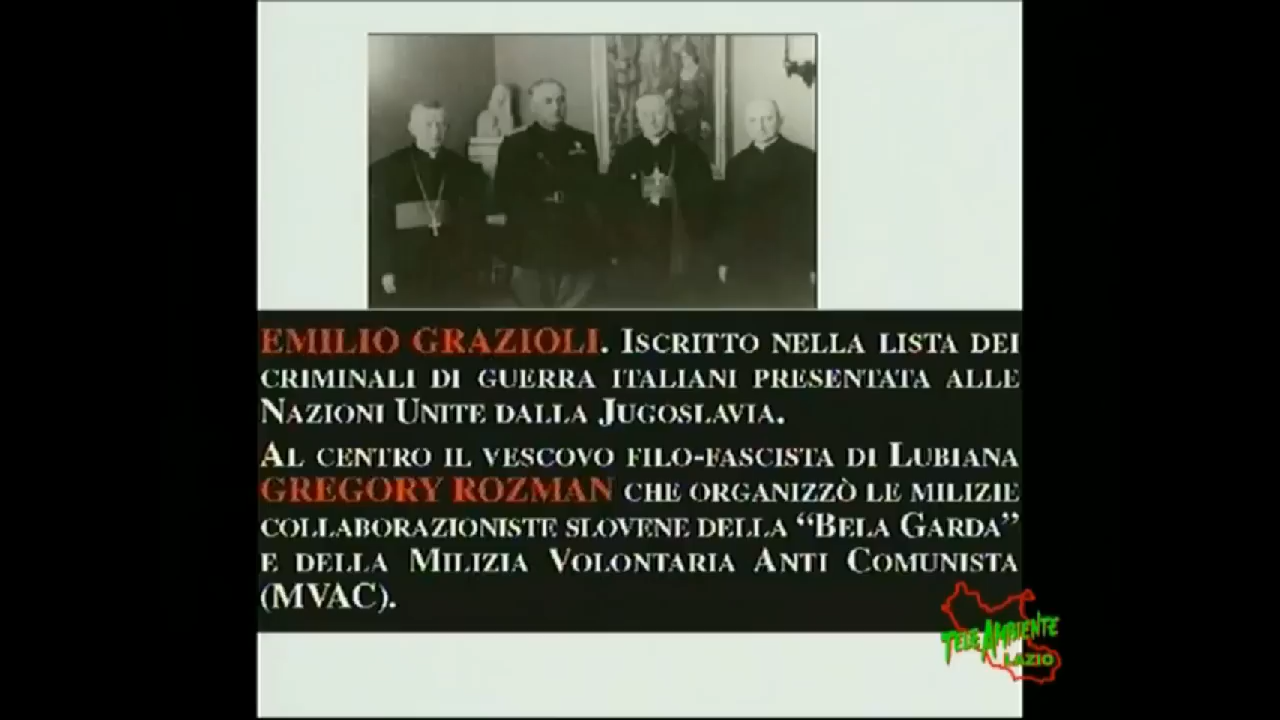 EMILIO GRAZIOLI. ISCRITTO NELLA LISTA DEI
CRIMINALI DI GUERRA ITALIANI PRESENTATA ALLE
NAZIONI UNITE DALLA JUGOSLAVIA.
AL CENTRO IL VESCOVO FILO-FASCISTA DI LUBIANA
GREGORY ROZMAN CHE ORGANIZZÒ LE MILIZIE
COLLABORAZIONISTE SLOVENE DELLA “BELA GARDA”
E DELLA MILIZIA VOLONTARIA ANTI COMUNISTA
(MVAC).
TELEAMBIENTE
LAZIO